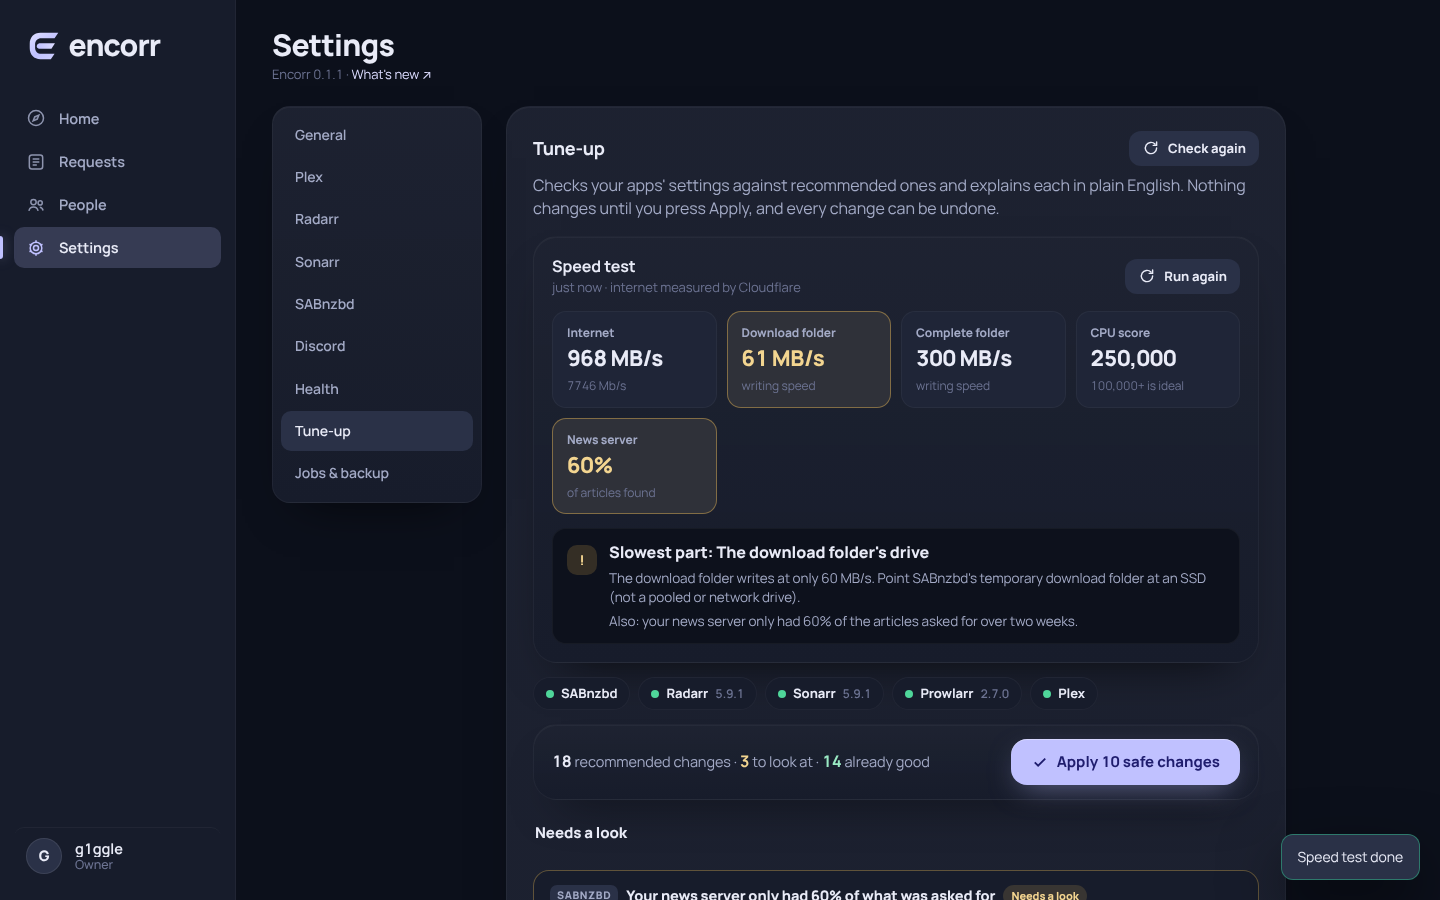 encorr
Home
Requests
People
Settings
G
g1ggle
Owner
Settings
Encorr 0.1.1 · What's new ↗
General
Plex
Radarr
Sonarr
SABnzbd
Discord
Health
Tune-up
Jobs & backup
Tune-up
Check again
Checks your apps' settings against recommended ones and explains each in plain English. Nothing
changes until you press Apply, and every change can be undone.
Speed test
just now · internet measured by Cloudflare
Run again
Internet
968 MB/s
7746 Mb/s
Download folder
61 MB/s
writing speed
Complete folder
300 MB/s
writing speed
CPU score
250,000
100,000+ is ideal
News server
60%
of articles found
!
Slowest part: The download folder's drive
The download folder writes at only 60 MB/s. Point SABnzbd's temporary download folder at an SSD
(not a pooled or network drive).
Also: your news server only had 60% of the articles asked for over two weeks.
SABnzbd
Radarr 5.9.1
Sonarr 5.9.1
Prowlarr 2.7.0
Plex
18 recommended changes · 3 to look at · 14 already good
Apply 10 safe changes
Needs a look
SABNZBD Your news server only had 60% of what was asked for Needs a look
Speed test done